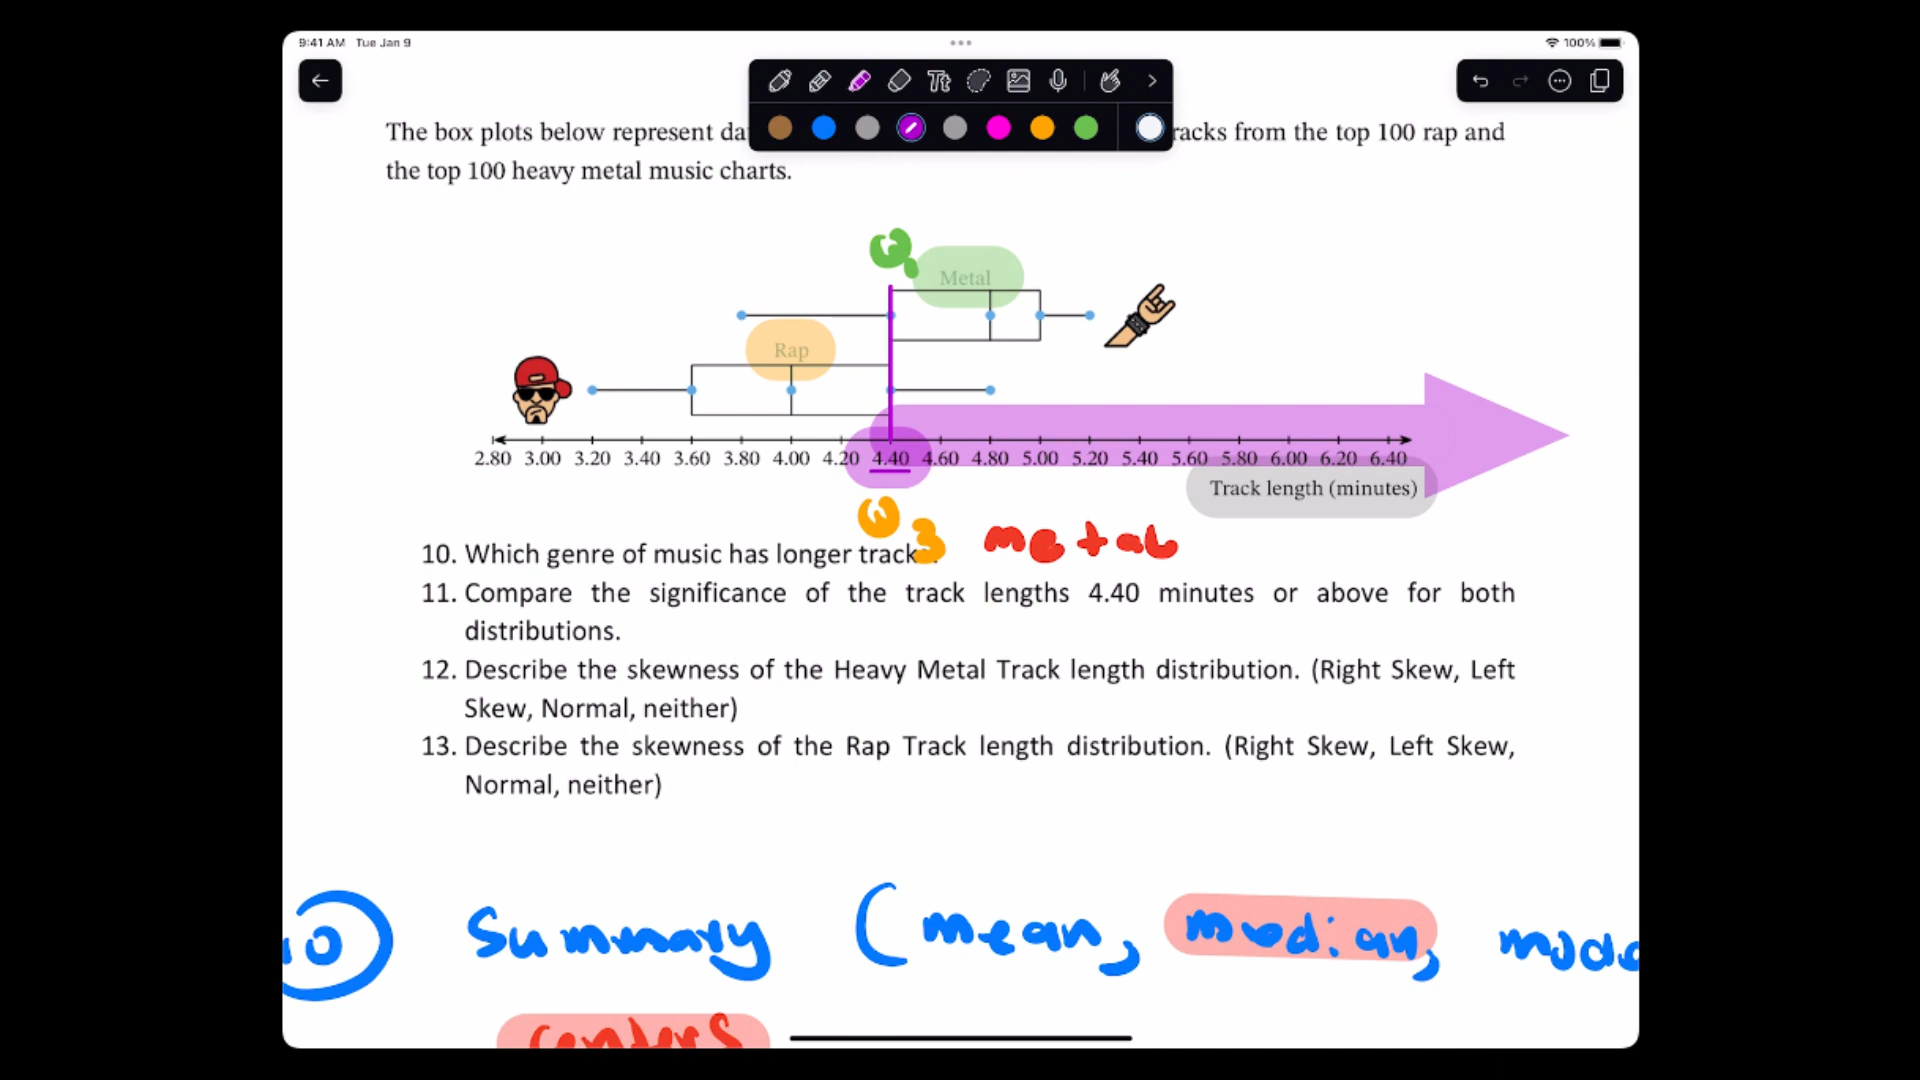 9:41 AM Tue Jan 9
100%
Tt
The box plots below represent da racks from the top 100 rap and
the top 100 heavy metal music charts.
Q1
Metal
Rap
2.80 3.00 3.20 3.40 3.60 3.80 4.00 4.20 4.40 4.60 4.80 5.00 5.20 5.40 5.60 5.80 6.00 6.20 6.40
Track length (minutes)
Q3 metal
10. Which genre of music has longer track
11. Compare the significance of the track lengths 4.40 minutes or above for both
distributions.
12. Describe the skewness of the Heavy Metal Track length distribution. (Right Skew, Left
Skew, Normal, neither)
13. Describe the skewness of the Rap Track length distribution. (Right Skew, Left Skew,
Normal, neither)
10 Summary (mean, median, mode
centers